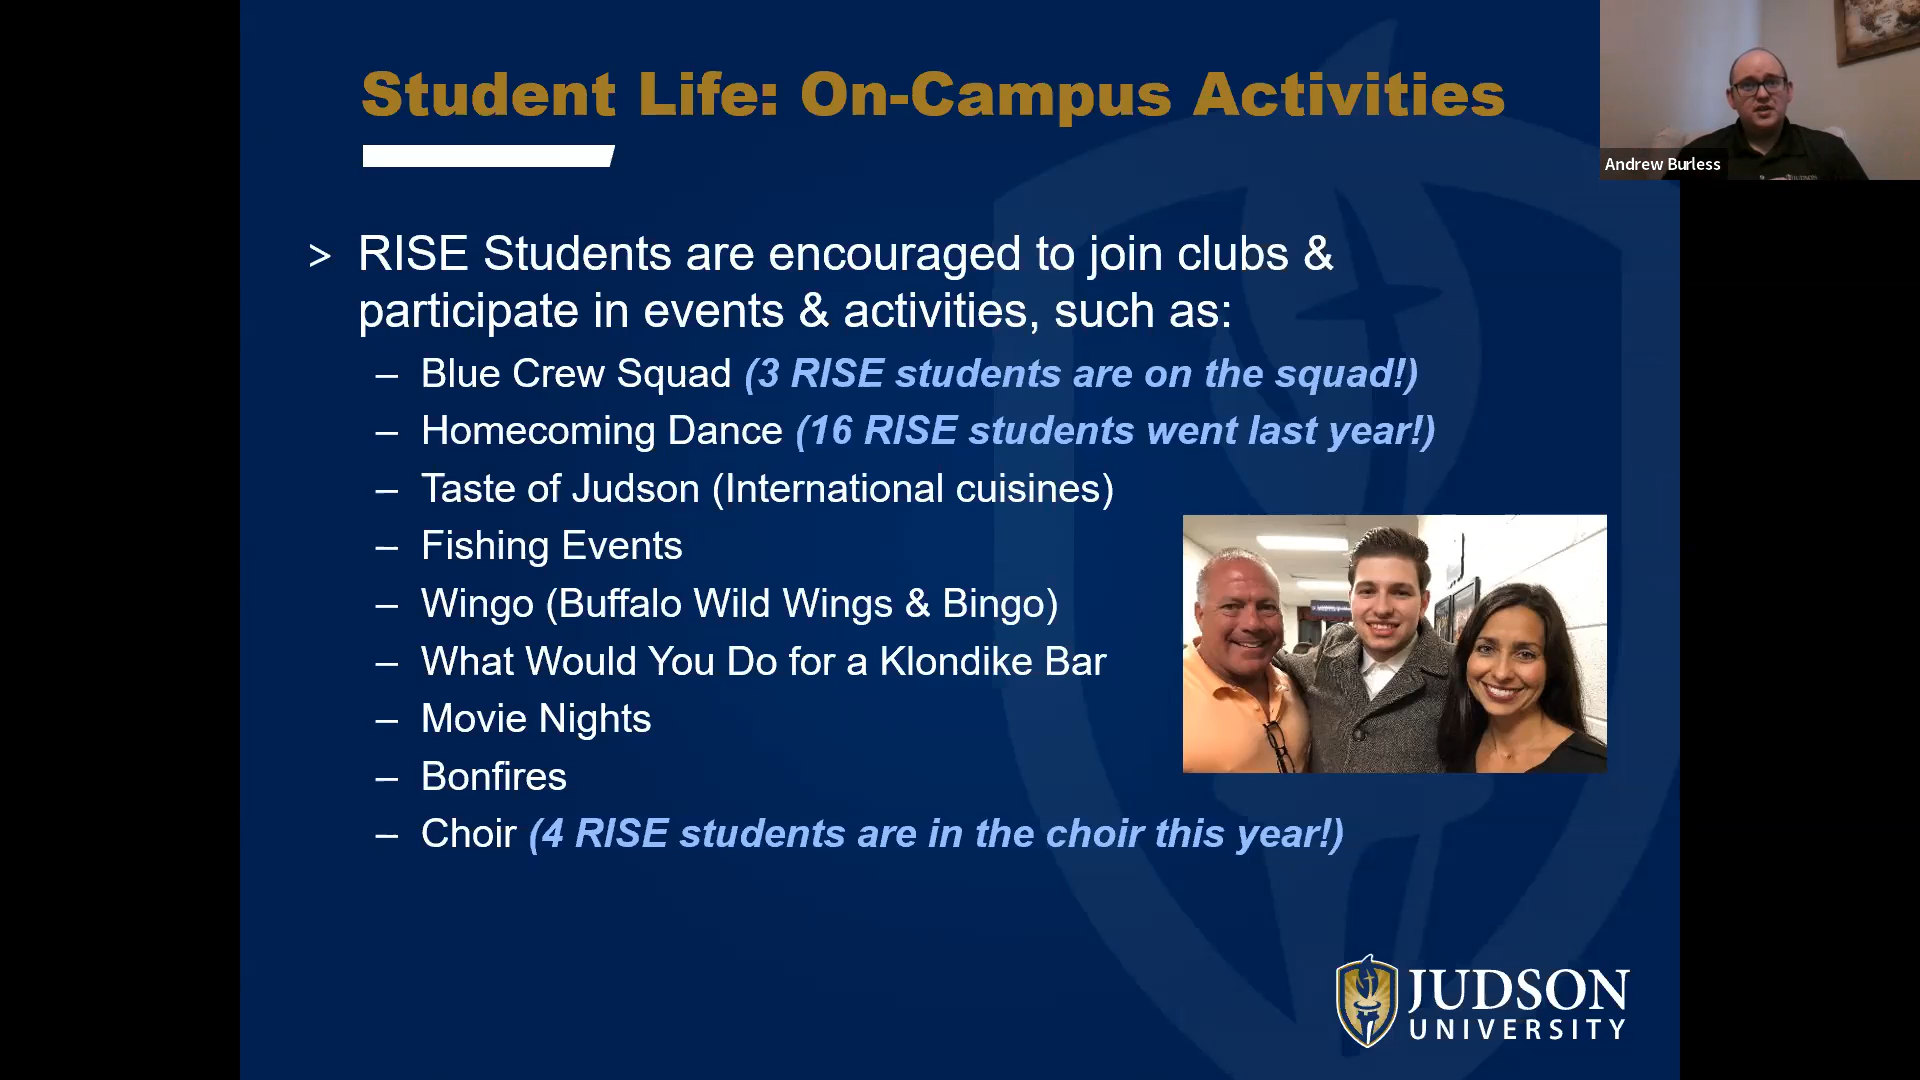 Student Life: On-Campus Activities
Andrew Burless
> RISE Students are encouraged to join clubs &
participate in events & activities, such as:
– Blue Crew Squad (3 RISE students are on the squad!)
– Homecoming Dance (16 RISE students went last year!)
– Taste of Judson (International cuisines)
– Fishing Events
– Wingo (Buffalo Wild Wings & Bingo)
– What Would You Do for a Klondike Bar
– Movie Nights
– Bonfires
– Choir (4 RISE students are in the choir this year!)
JUDSON
UNIVERSITY